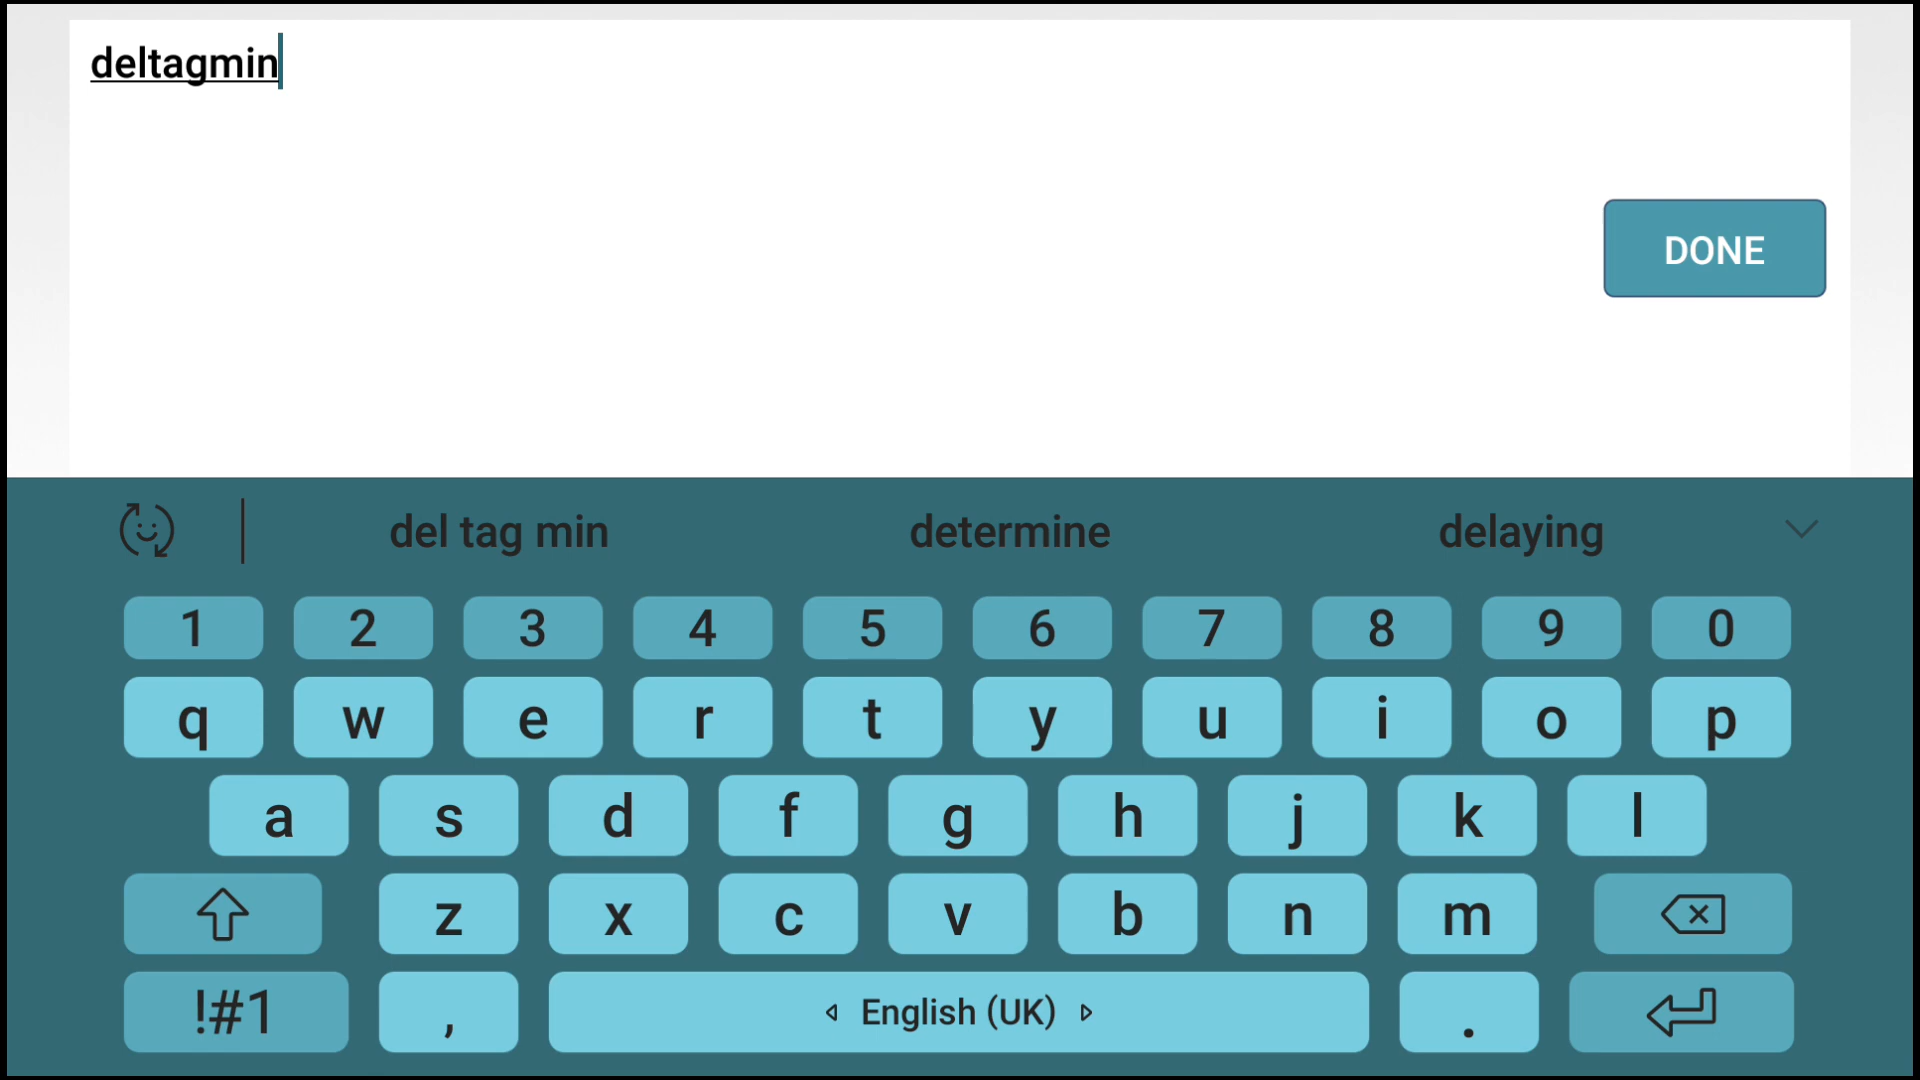 deltagmin
DONE
del tag min determine delaying
1 2 3 4 5 6 7 8 9 0
q w e r t y u i o p
a s d f g h j k l
z x c v b n m
!#1 , English (UK) .